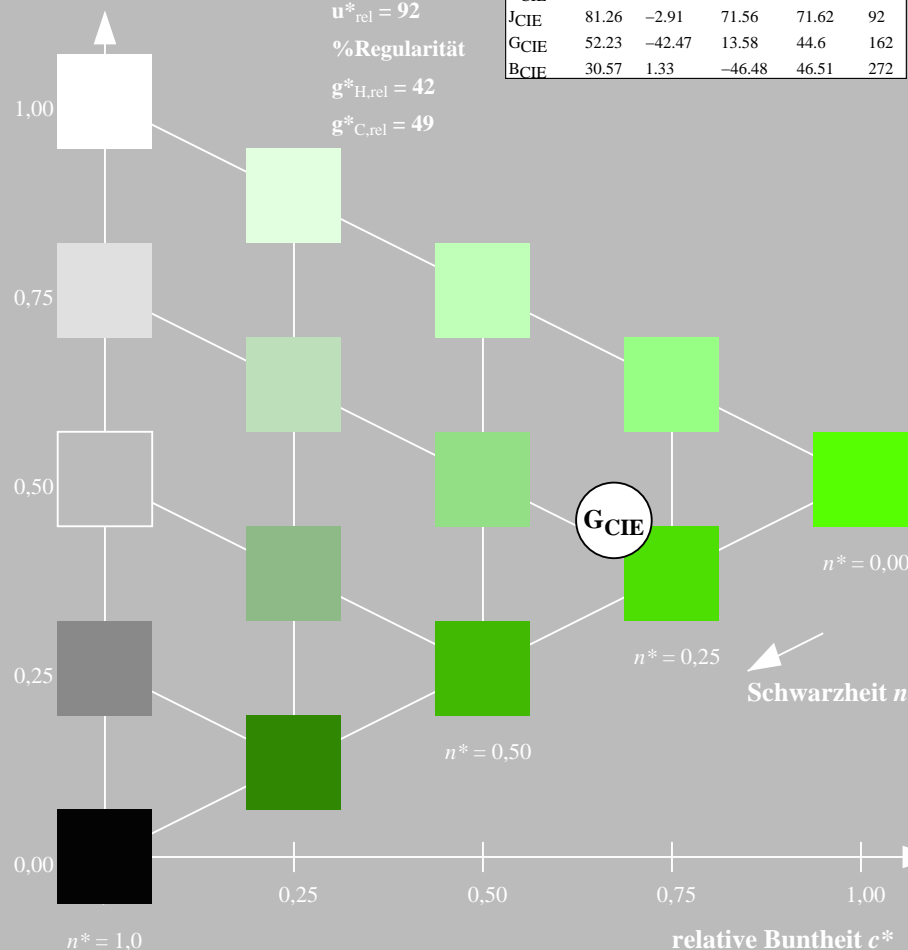 u*rel = 92
%Regularität
g*H,rel = 42
g*C,rel = 49
CIE
JCIE 81.26 −2.91 71.56 71.62 92
GCIE 52.23 −42.47 13.58 44.6 162
BCIE 30.57 1.33 −46.48 46.51 272
1,00
0,75
0,50
GCIE
n* = 0,00
n* = 0,25
0,25
Schwarzheit n
n* = 0,50
0,00
0,25 0,50 0,75 1,00
n* = 1,0
relative Buntheit c*